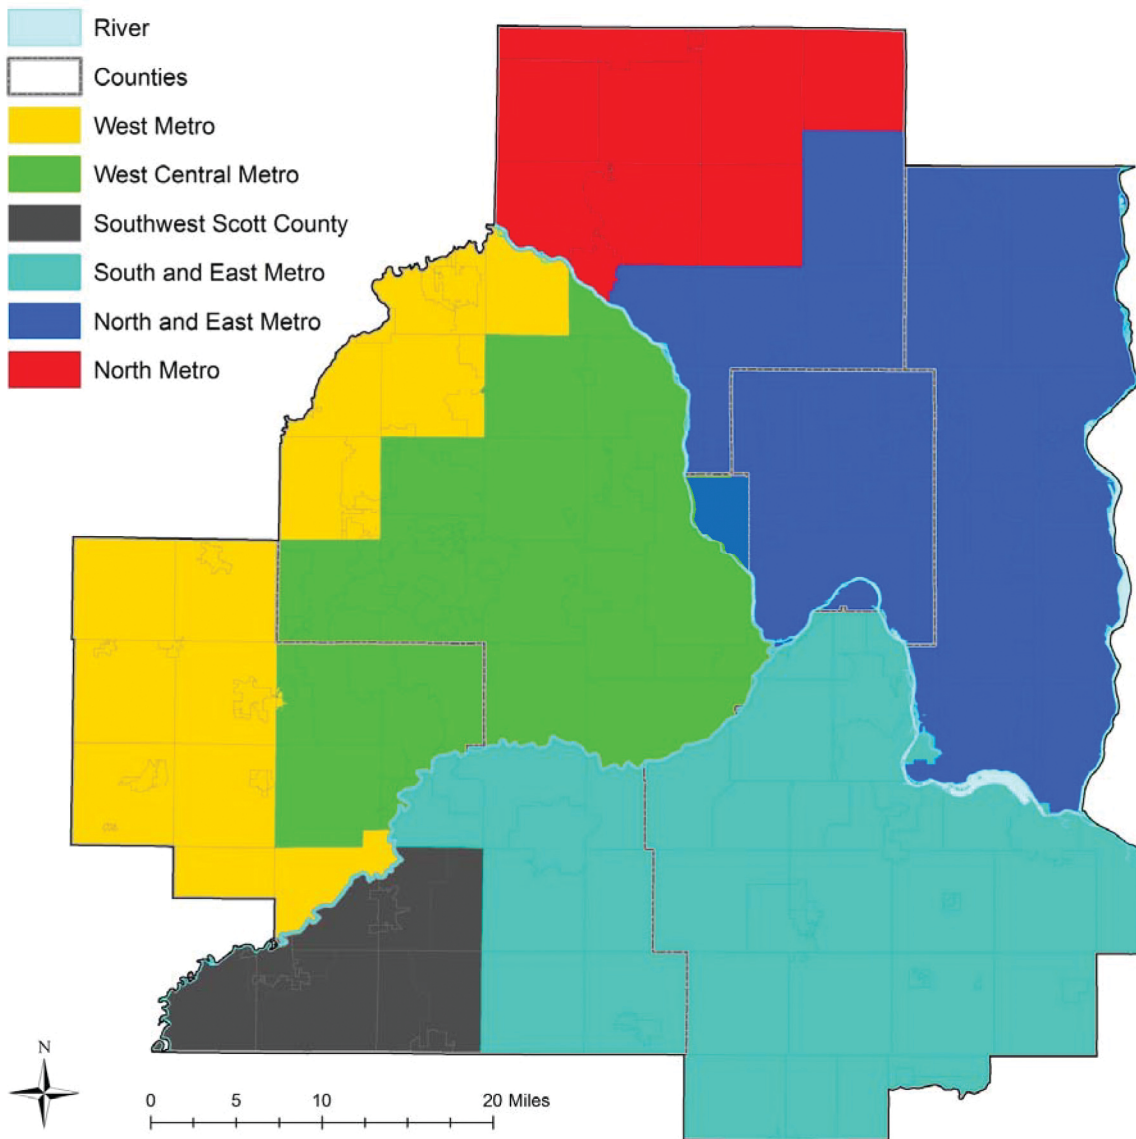 River
Counties
West Metro
West Central Metro
Southwest Scott County
South and East Metro
North and East Metro
North Metro
N
0 5 10 20 Miles